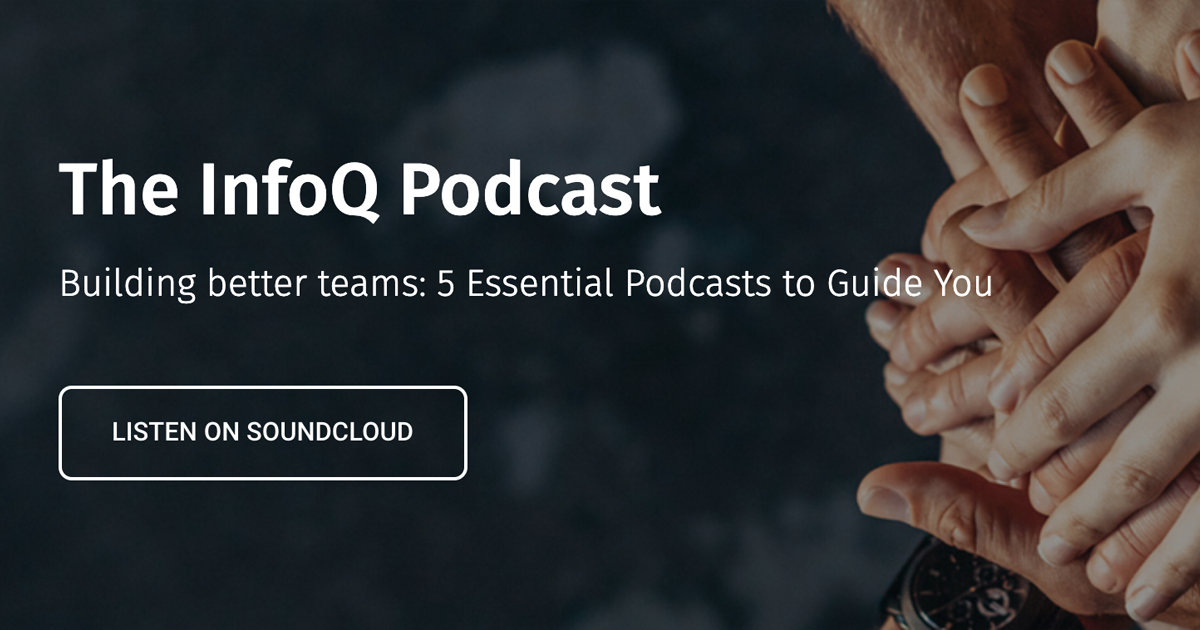 The InfoQ Podcast
Building better teams: 5 Essential Podcasts to Guide You
LISTEN ON SOUNDCLOUD